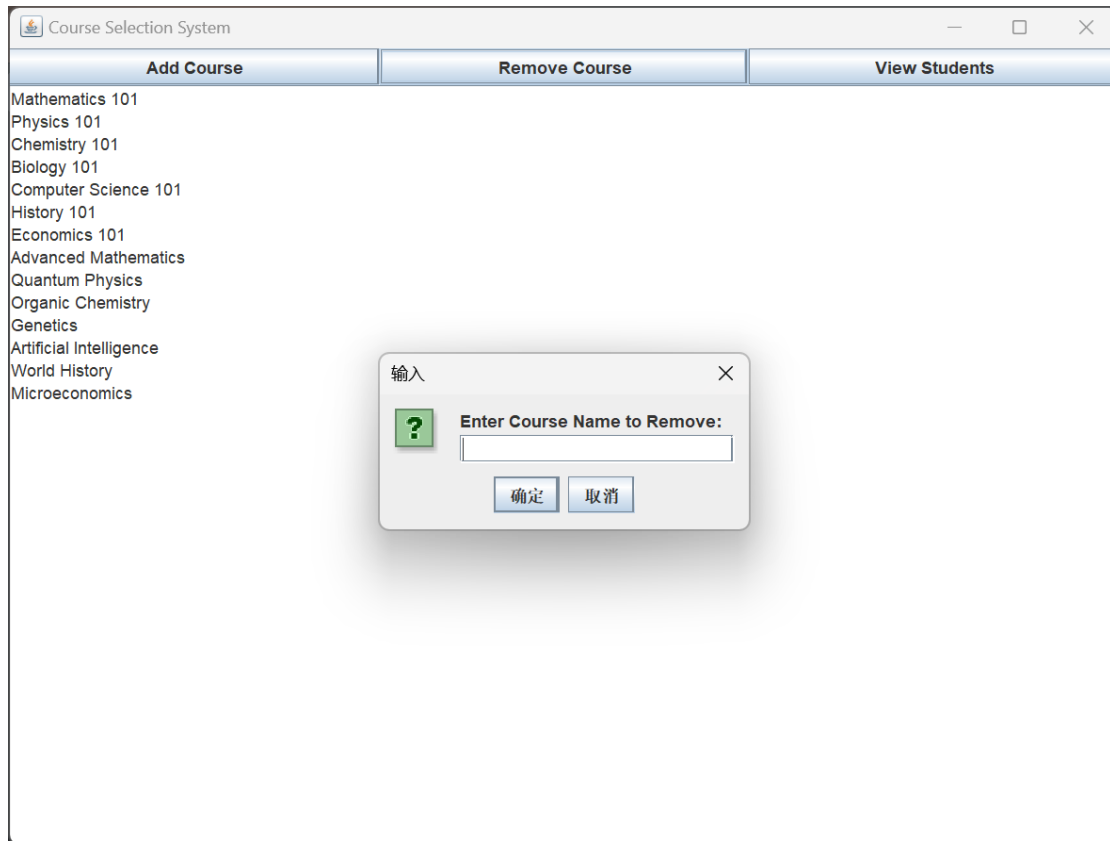 Course Selection System
Add Course Remove Course View Students
Mathematics 101
Physics 101
Chemistry 101
Biology 101
Computer Science 101
History 101
Economics 101
Advanced Mathematics
Quantum Physics
Organic Chemistry
Genetics
Artificial Intelligence
World History
Microeconomics
输入
?
Enter Course Name to Remove:
确定 取消